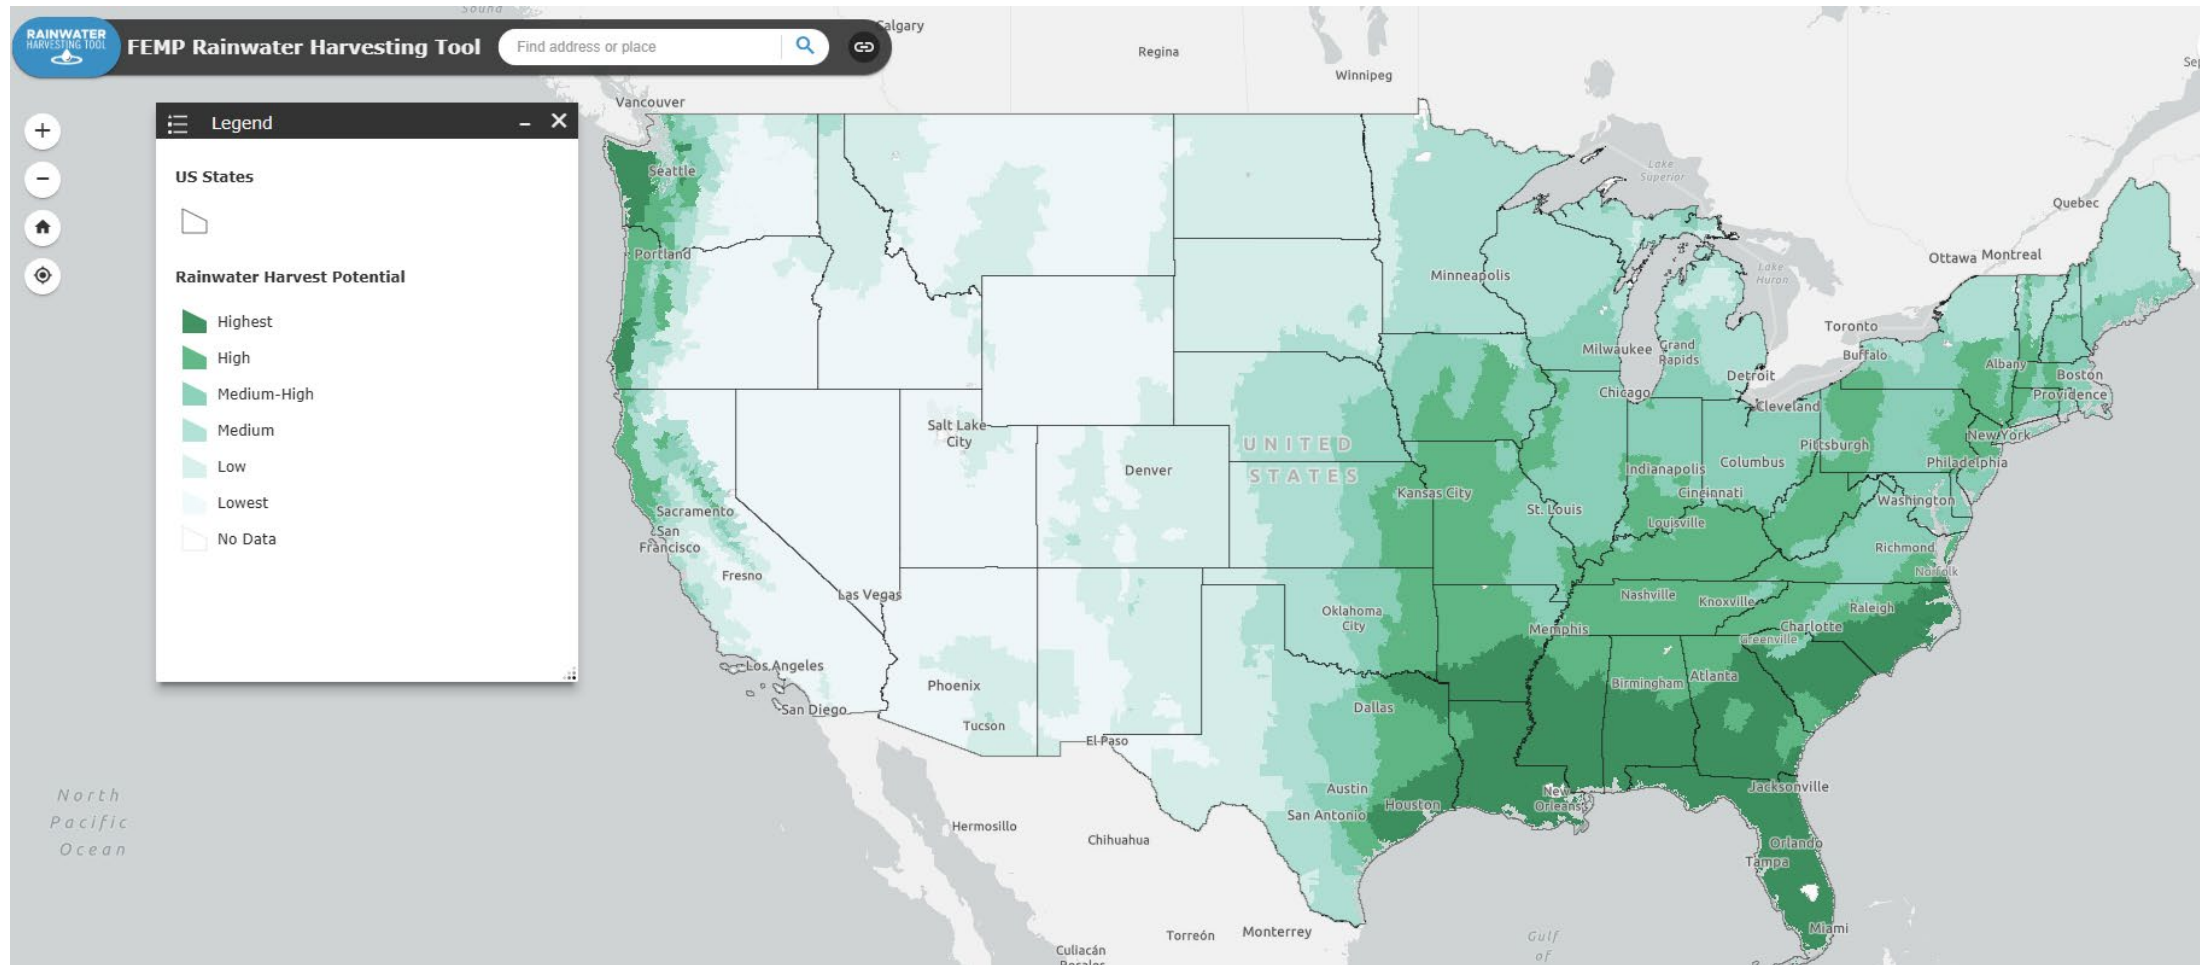 Sound
RAINWATER
HARVESTING TOOL
FEMP Rainwater Harvesting Tool
Find address or place
Calgary
Regina
Winnipeg
Vancouver
Legend
US States
Rainwater Harvest Potential
Highest
High
Medium-High
Medium
Low
Lowest
No Data
Seattle
Portland
Lake
Superior
Quebec
Ottawa
Montreal
Minneapolis
Lake
Huron
Toronto
Milwaukee
Grand
Rapids
Buffalo
Albany
Detroit
Boston
Chicago
Providence
Cleveland
Salt Lake
City
UNITED
STATES
Denver
Pittsburgh
New York
Indianapolis
Columbus
Philadelphia
Kansas City
Cincinnati
Washington
Sacramento
San
Francisco
St. Louis
Louisville
Richmond
Fresno
Norfolk
Las Vegas
Nashville
Knoxville
Raleigh
Oklahoma
City
Memphis
Charlotte
Greenville
Los Angeles
Phoenix
Birmingham
Atlanta
San Diego
Tucson
Dallas
El Paso
Austin
New
Orleans
Jacksonville
Houston
San Antonio
North
Pacific
Ocean
Hermosillo
Chihuahua
Orlando
Tampa
Miami
Torreón
Monterrey
Gulf
of
Culiacán
Rosales